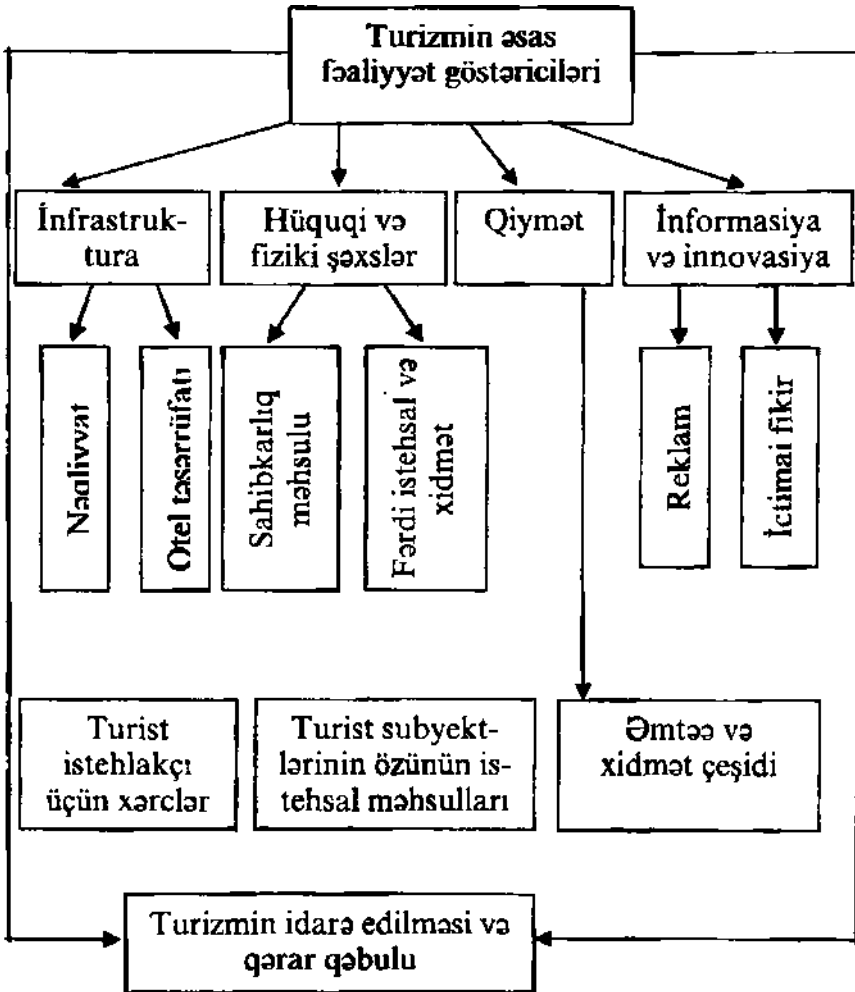 Turizmin əsas
fəaliyyət göstəriciləri
İnfrastruk-
tura
Hüquqi və
fiziki şəxslər
Qiymət
İnformasiya
və innovasiya
Nəqliyyat
Otel təsərrüfatı
Sahibkarlıq
məhsulu
Fərdi istehsal və
xidmət
Reklam
İctimai fikir
Turist
istehlakçı
üçün xərclər
Turist subyekt-
lərinin özünün is-
tehsal məhsulları
Əmtəə və
xidmət çeşidi
Turizmin idarə edilməsi və
qərar qəbulu